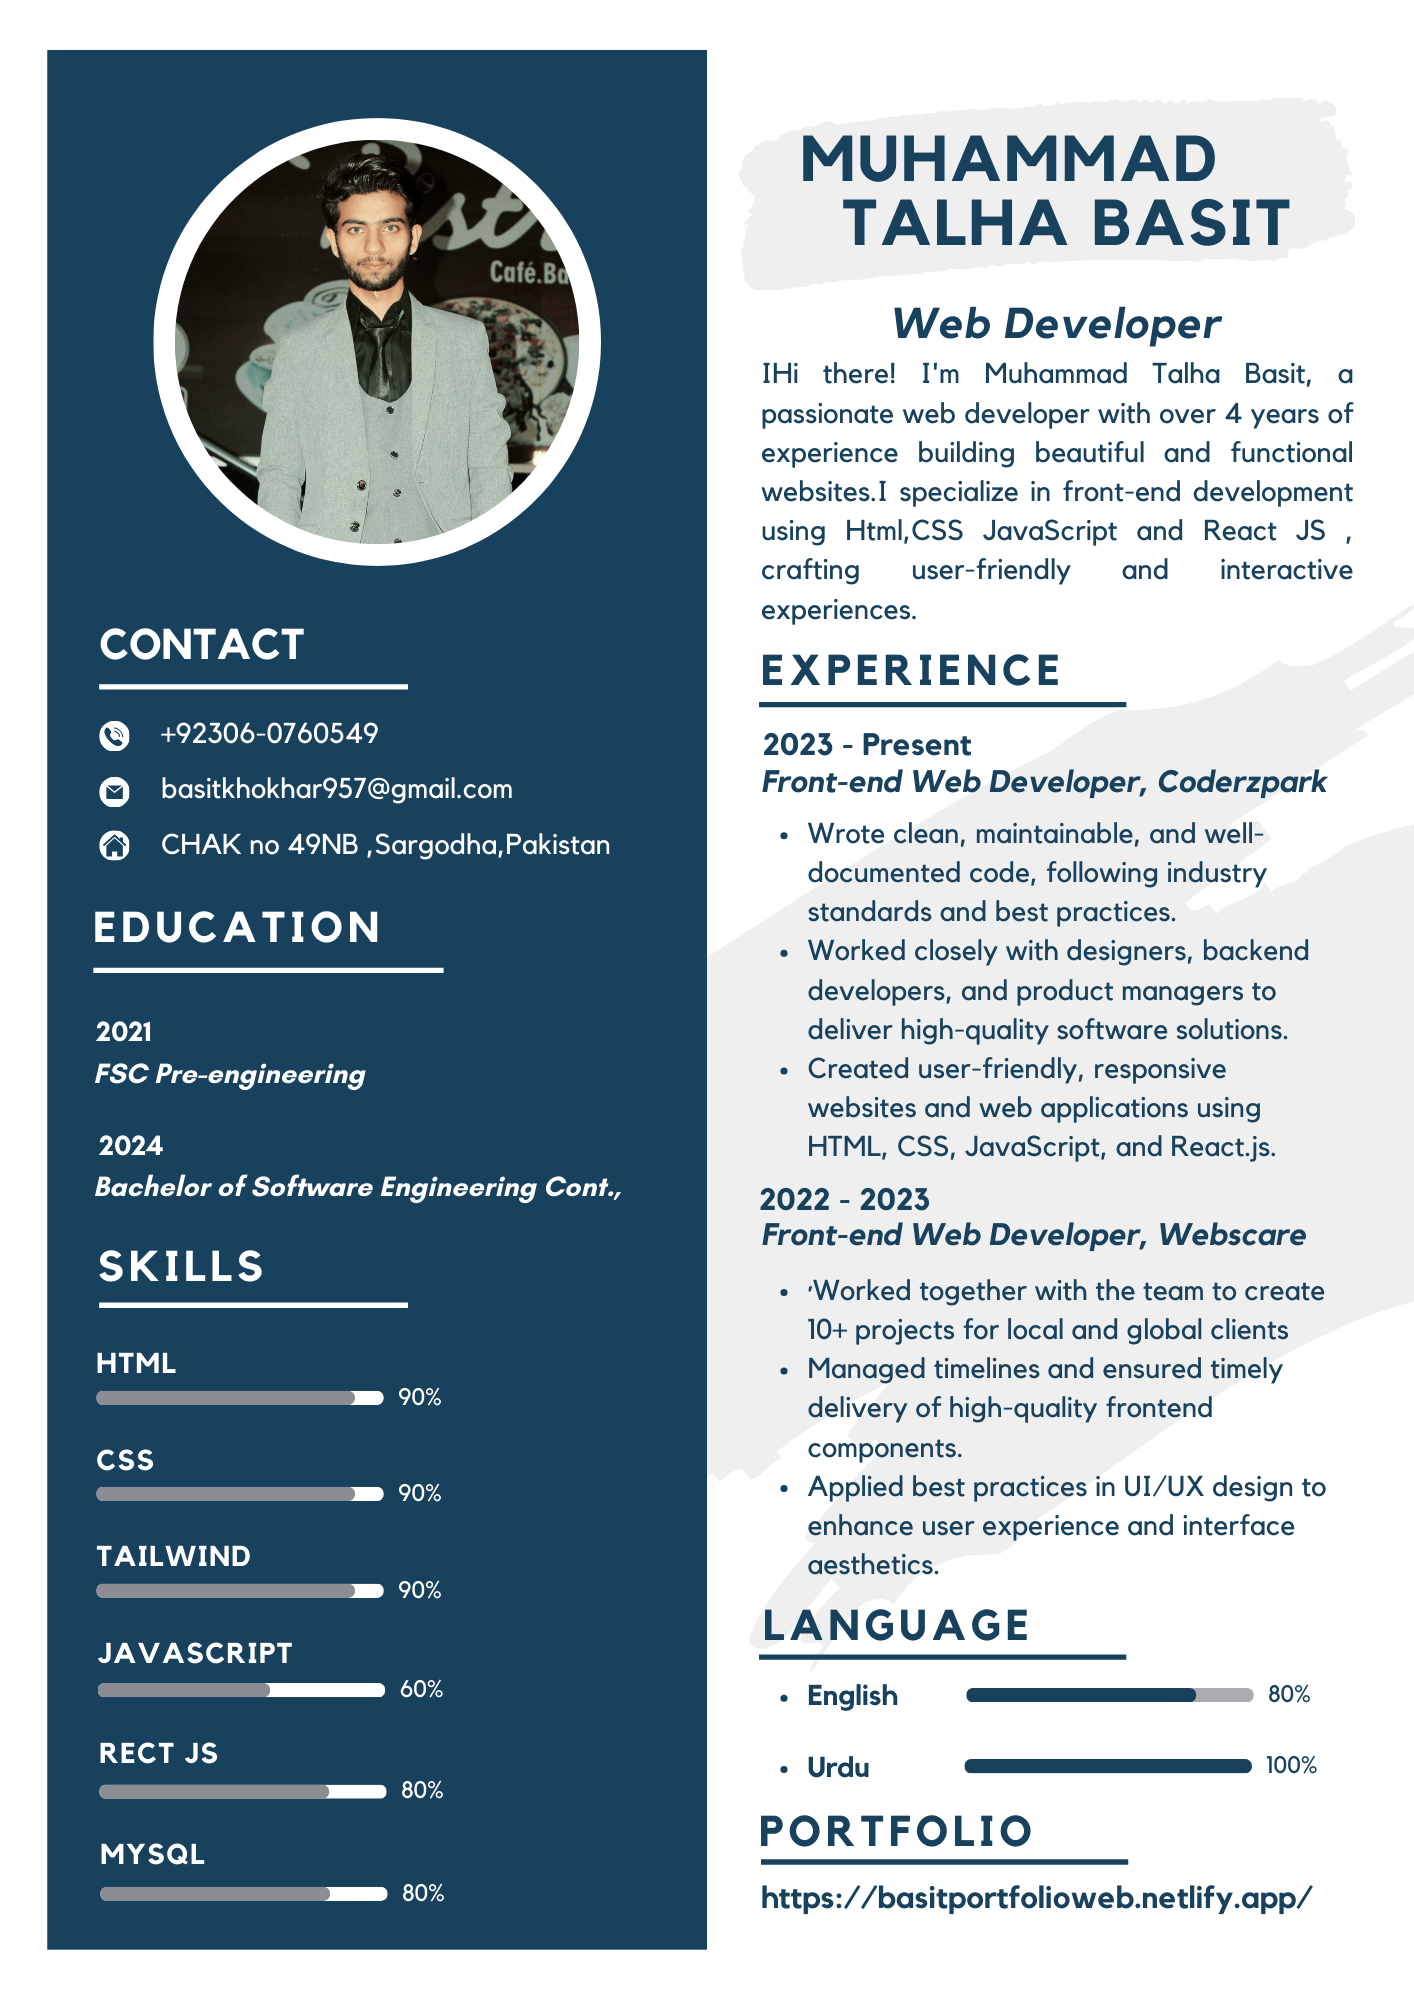 Café.Ba
CONTACT
+92306-0760549
basitkhokhar957@gmail.com
CHAK no 49NB ,Sargodha,Pakistan
EDUCATION
2021
FSC Pre-engineering
2024
Bachelor of Software Engineering Cont.,
SKILLS
HTML
90%
CSS
90%
TAILWIND
90%
JAVASCRIPT
60%
RECT JS
80%
MYSQL
80%
MUHAMMAD
TALHA BASIT
Web Developer
IHi there! I'm Muhammad Talha Basit, a
passionate web developer with over 4 years of
experience building beautiful and functional
websites.I specialize in front-end development
using Html,CSS JavaScript and React JS ,
crafting user-friendly and interactive
experiences.
EXPERIENCE
2023 - Present
Front-end Web Developer, Coderzpark
• Wrote clean, maintainable, and well-
documented code, following industry
standards and best practices.
• Worked closely with designers, backend
developers, and product managers to
deliver high-quality software solutions.
• Created user-friendly, responsive
websites and web applications using
HTML, CSS, JavaScript, and React.js.
2022 - 2023
Front-end Web Developer, Webscare
• ’Worked together with the team to create
10+ projects for local and global clients
• Managed timelines and ensured timely
delivery of high-quality frontend
components.
• Applied best practices in UI/UX design to
enhance user experience and interface
aesthetics.
LANGUAGE
• English 80%
• Urdu 100%
PORTFOLIO
https://basitportfolioweb.netlify.app/